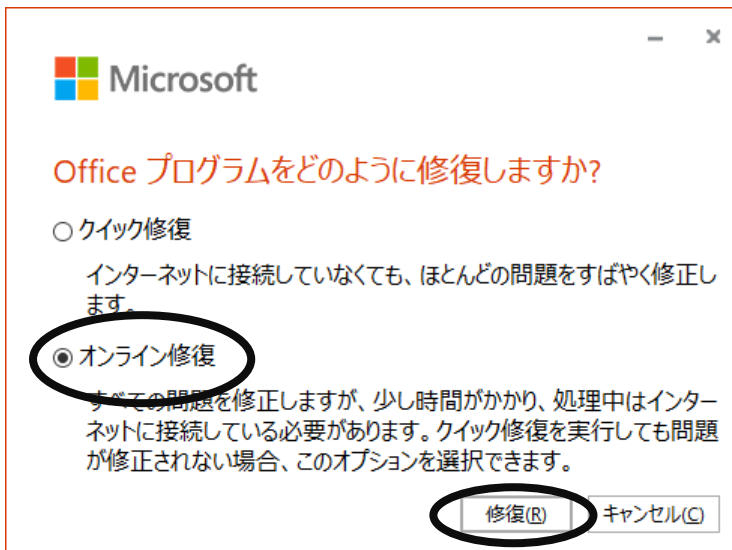 Microsoft
Office プログラムをどのように修復しますか?
クイック修復
インターネットに接続していなくても、ほとんどの問題をすばやく修正し
ます。
オンライン修復
すべての問題を修正しますが、少し時間がかかり、処理中はインター
ネットに接続している必要があります。クイック修復を実行しても問題
が修正されない場合、このオプションを選択できます。
修復(R) キャンセル(C)